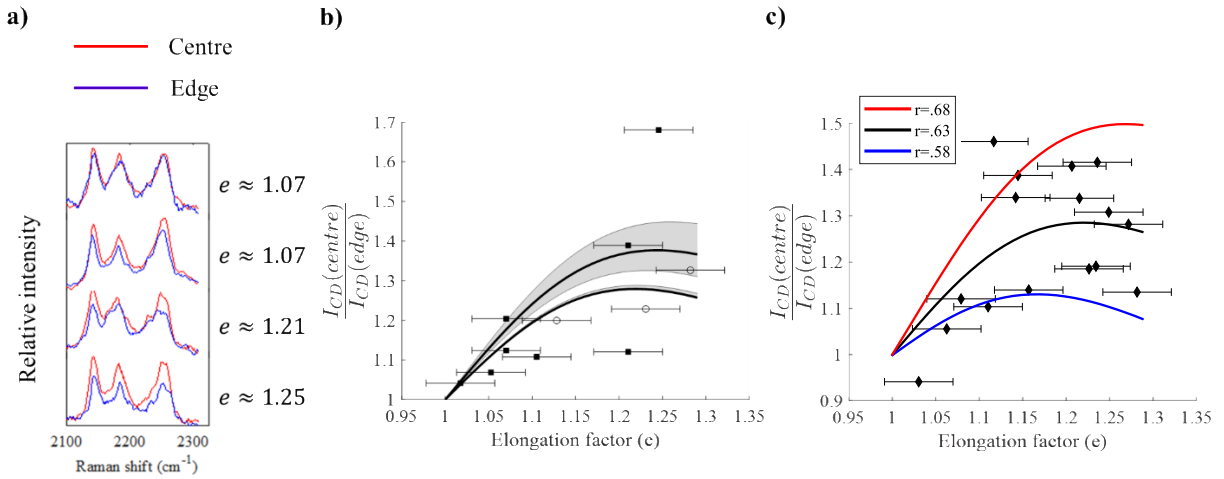 a)
Centre
Edge
Relative intensity
e ≈ 1.07
e ≈ 1.07
e ≈ 1.21
e ≈ 1.25
2100 2200 2300
Raman shift (cm⁻¹)
b)
I_CD(centre)
I_CD(edge)
1.7
1.6
1.5
1.4
1.3
1.2
1.1
1
0.95 1 1.05 1.1 1.15 1.2 1.25 1.3 1.35
Elongation factor (e)
c)
r=.68
r=.63
r=.58
I_CD(centre)
I_CD(edge)
1.5
1.4
1.3
1.2
1.1
1
0.9
0.95 1 1.05 1.1 1.15 1.2 1.25 1.3 1.35
Elongation factor (e)